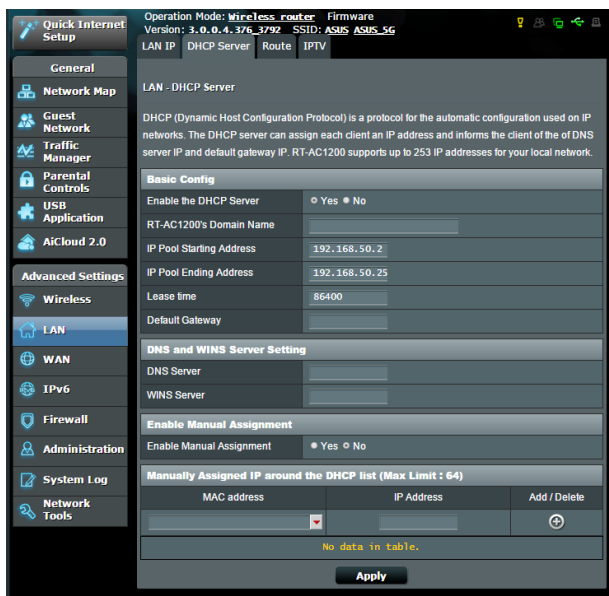 Quick Internet
Setup
Operation Mode: Wireless router Firmware
Version: 3.0.0.4.376_3792 SSID: ASUS ASUS_5G
LAN IP DHCP Server Route IPTV
General
Network Map
Guest
Network
Traffic
Manager
Parental
Controls
USB
Application
AiCloud 2.0
Advanced Settings
Wireless
LAN
WAN
IPv6
Firewall
Administration
System Log
Network
Tools
LAN - DHCP Server
DHCP (Dynamic Host Configuration Protocol) is a protocol for the automatic configuration used on IP
networks. The DHCP server can assign each client an IP address and informs the client of the of DNS
server IP and default gateway IP. RT-AC1200 supports up to 253 IP addresses for your local network.
Basic Config
Enable the DHCP Server Yes No
RT-AC1200's Domain Name
IP Pool Starting Address 192.168.50.2
IP Pool Ending Address 192.168.50.25
Lease time 86400
Default Gateway
DNS and WINS Server Setting
DNS Server
WINS Server
Enable Manual Assignment
Enable Manual Assignment Yes No
Manually Assigned IP around the DHCP list (Max Limit : 64)
MAC address IP Address Add / Delete
No data in table.
Apply